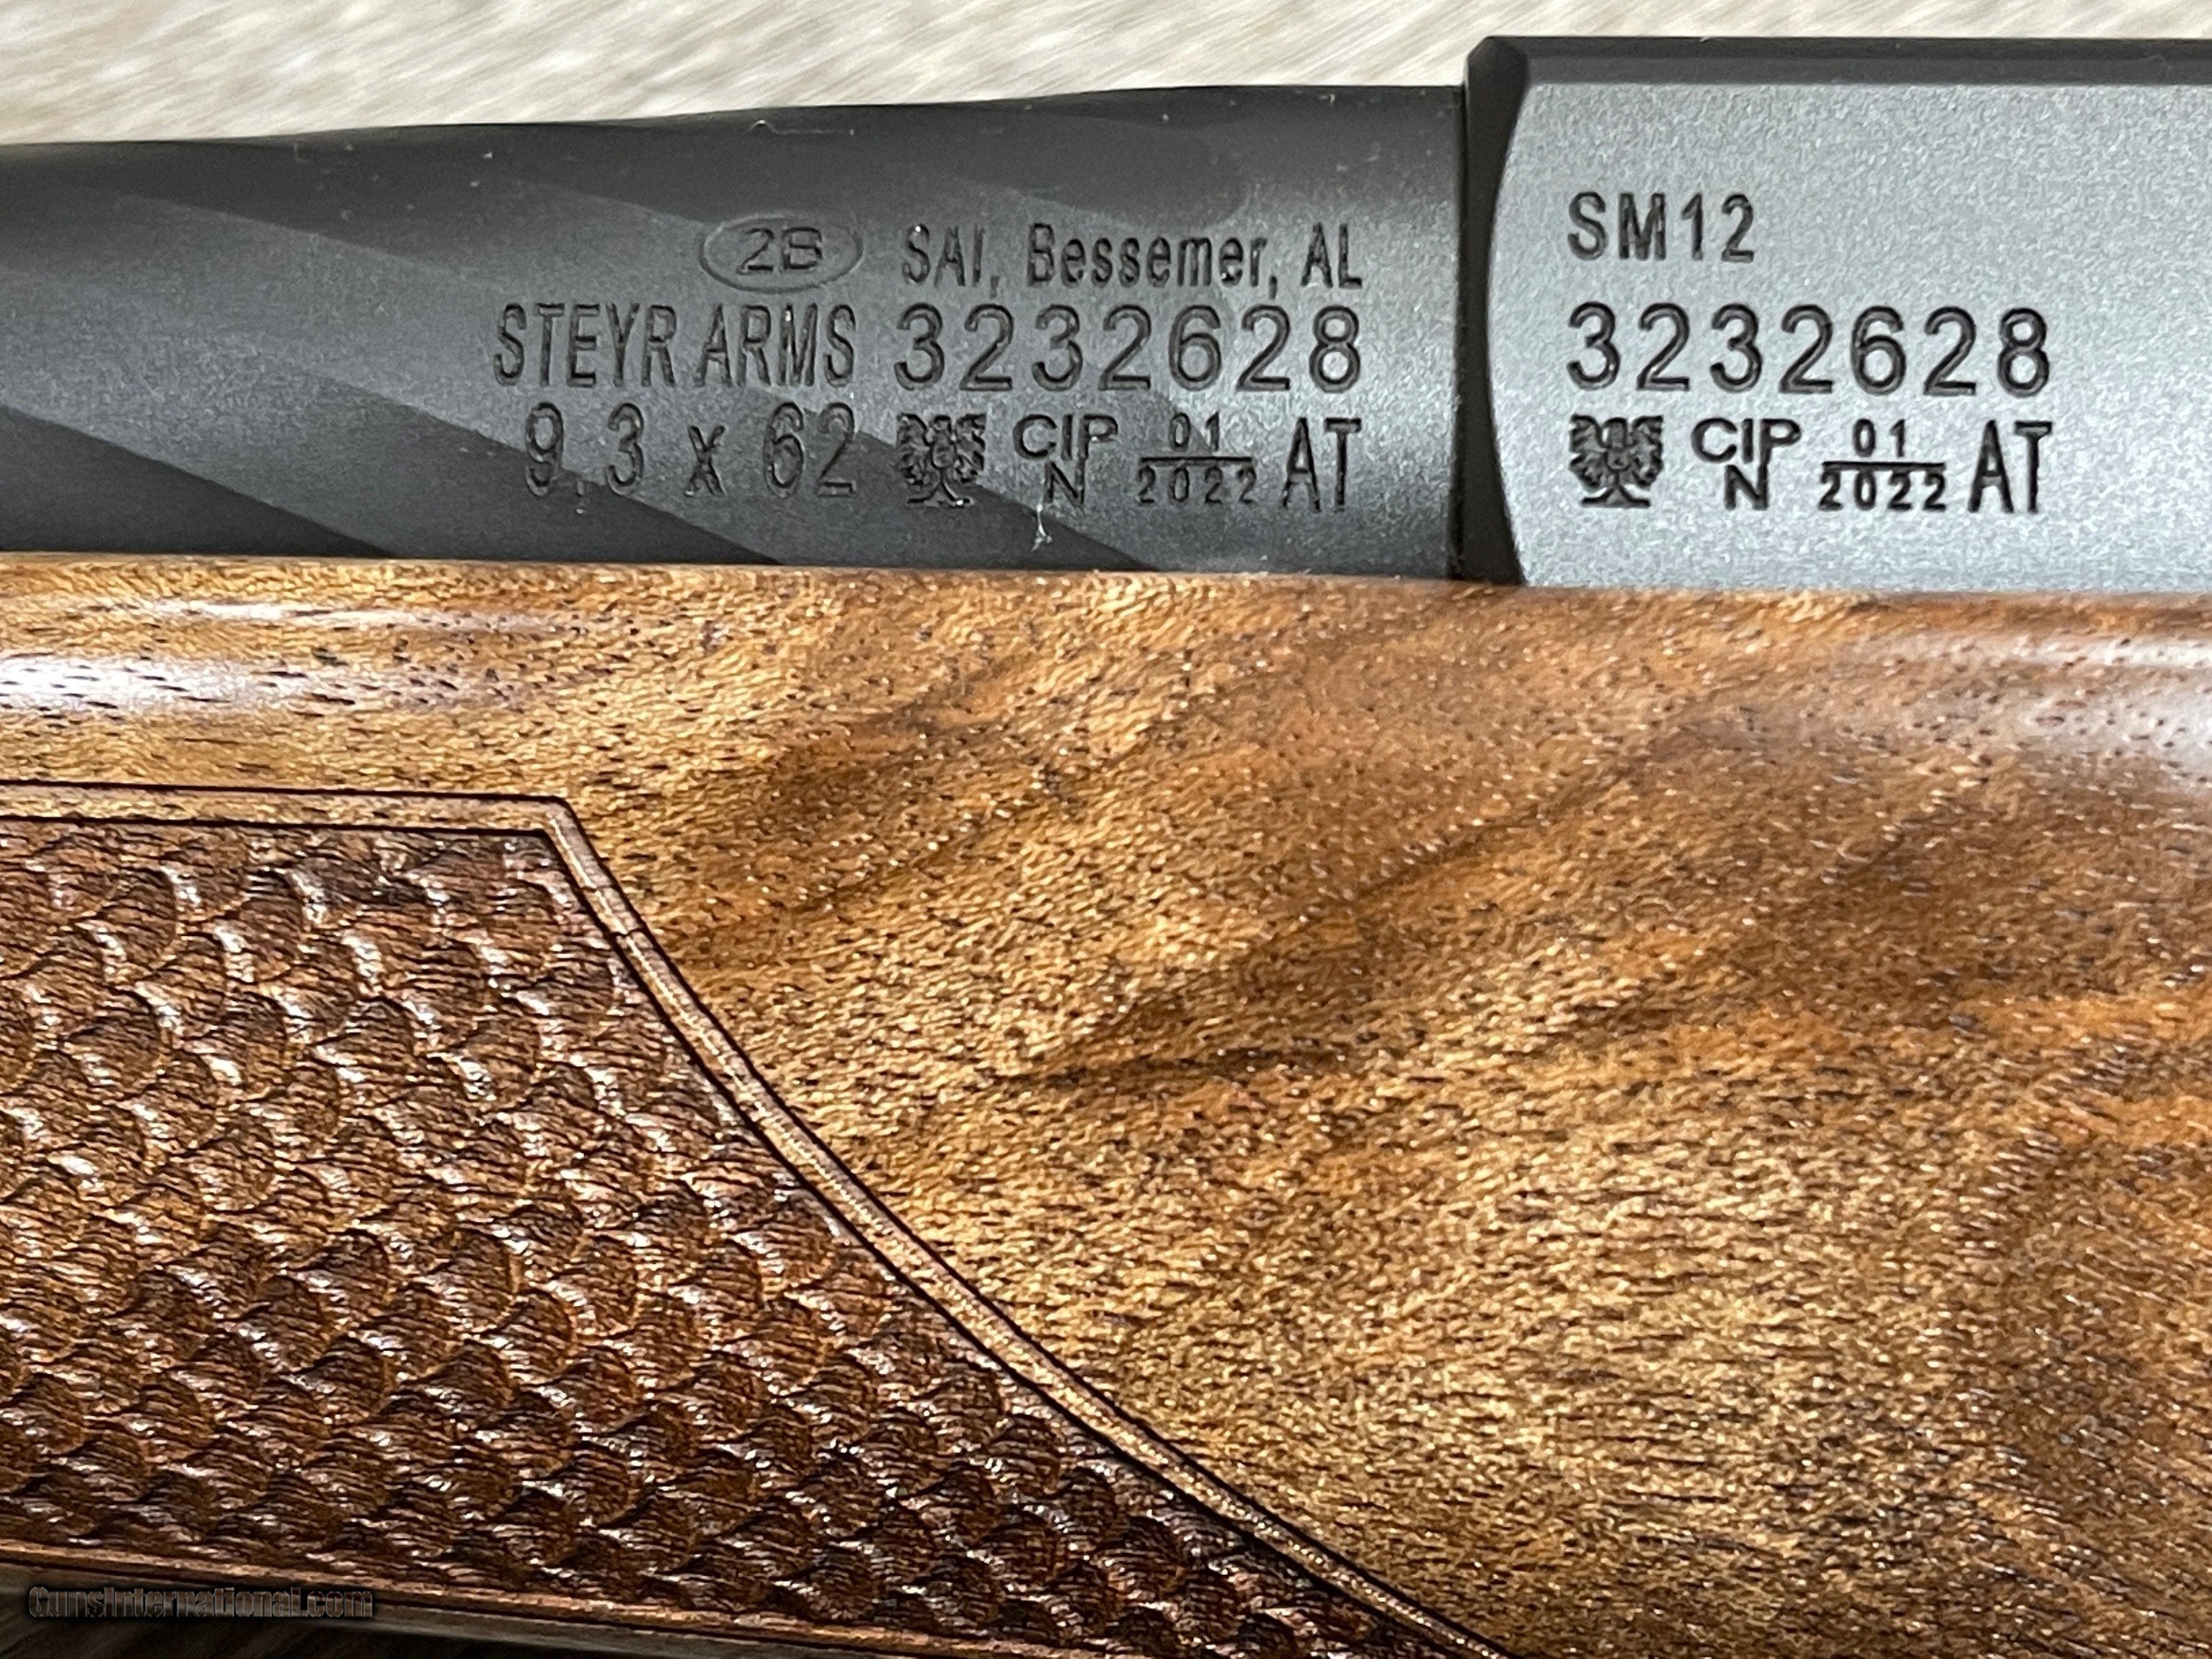 2B SAI, Bessemer, AL
STEYR ARMS 3232628
9,3 x 62 CIP N 01/2022 AT
SM12
3232628
CIP N 01/2022 AT
GunsInternational.com